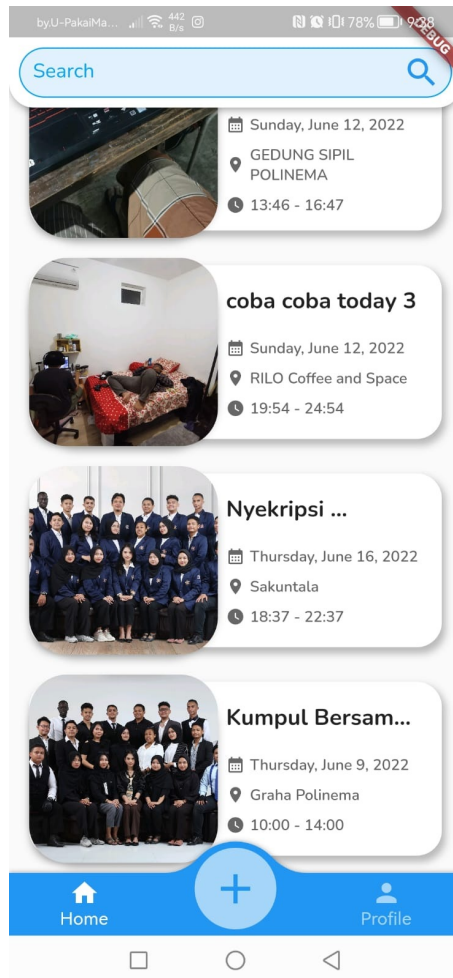 by.U-PakaiMa... 442 B/s 78% 9:38
DEBUG
Search
Sunday, June 12, 2022
GEDUNG SIPIL
POLINEMA
13:46 - 16:47
coba coba today 3
Sunday, June 12, 2022
RILO Coffee and Space
19:54 - 24:54
Nyekripsi ...
Thursday, June 16, 2022
Sakuntala
18:37 - 22:37
Kumpul Bersam...
Thursday, June 9, 2022
Graha Polinema
10:00 - 14:00
Home
Profile